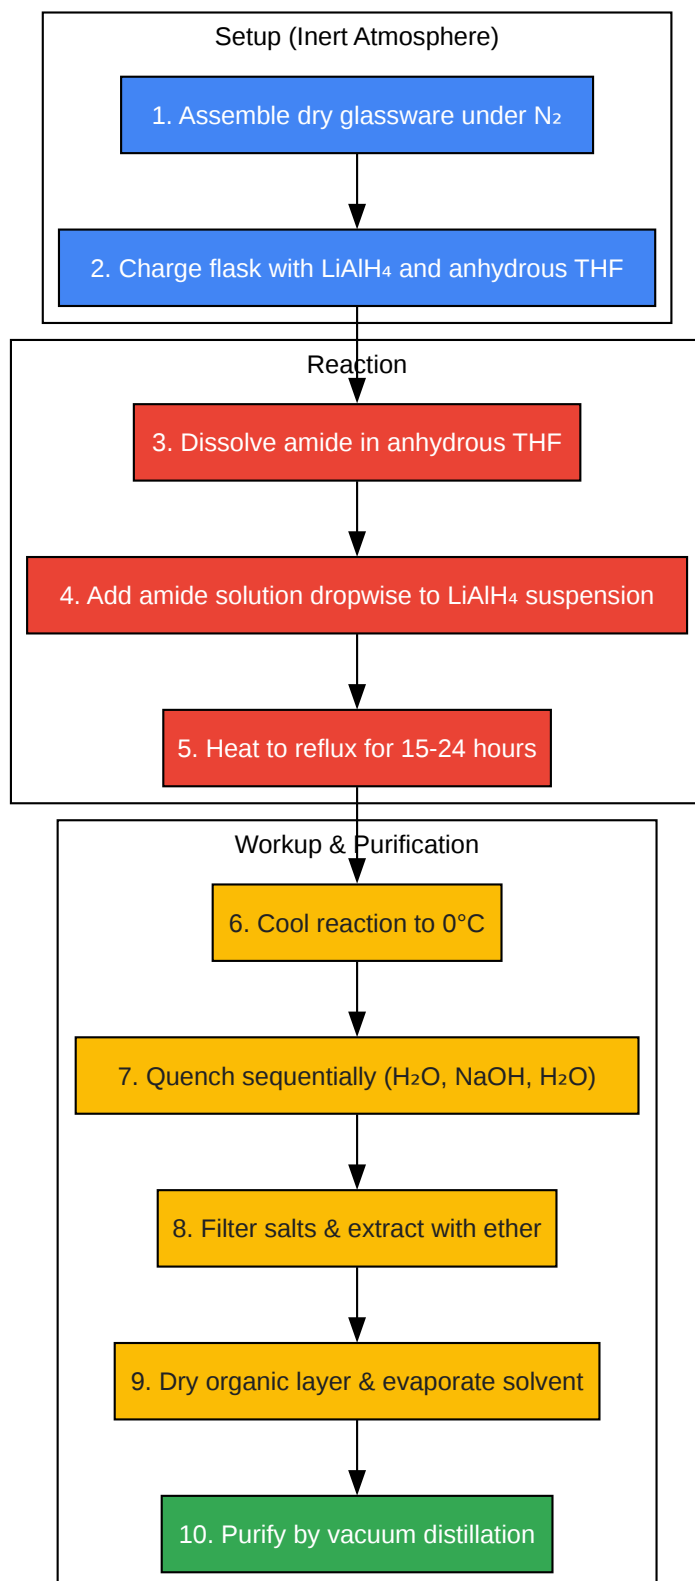 Setup (Inert Atmosphere)
1. Assemble dry glassware under N₂
2. Charge flask with LiAlH₄ and anhydrous THF
Reaction
3. Dissolve amide in anhydrous THF
4. Add amide solution dropwise to LiAlH₄ suspension
5. Heat to reflux for 15-24 hours
Workup & Purification
6. Cool reaction to 0°C
7. Quench sequentially (H₂O, NaOH, H₂O)
8. Filter salts & extract with ether
9. Dry organic layer & evaporate solvent
10. Purify by vacuum distillation